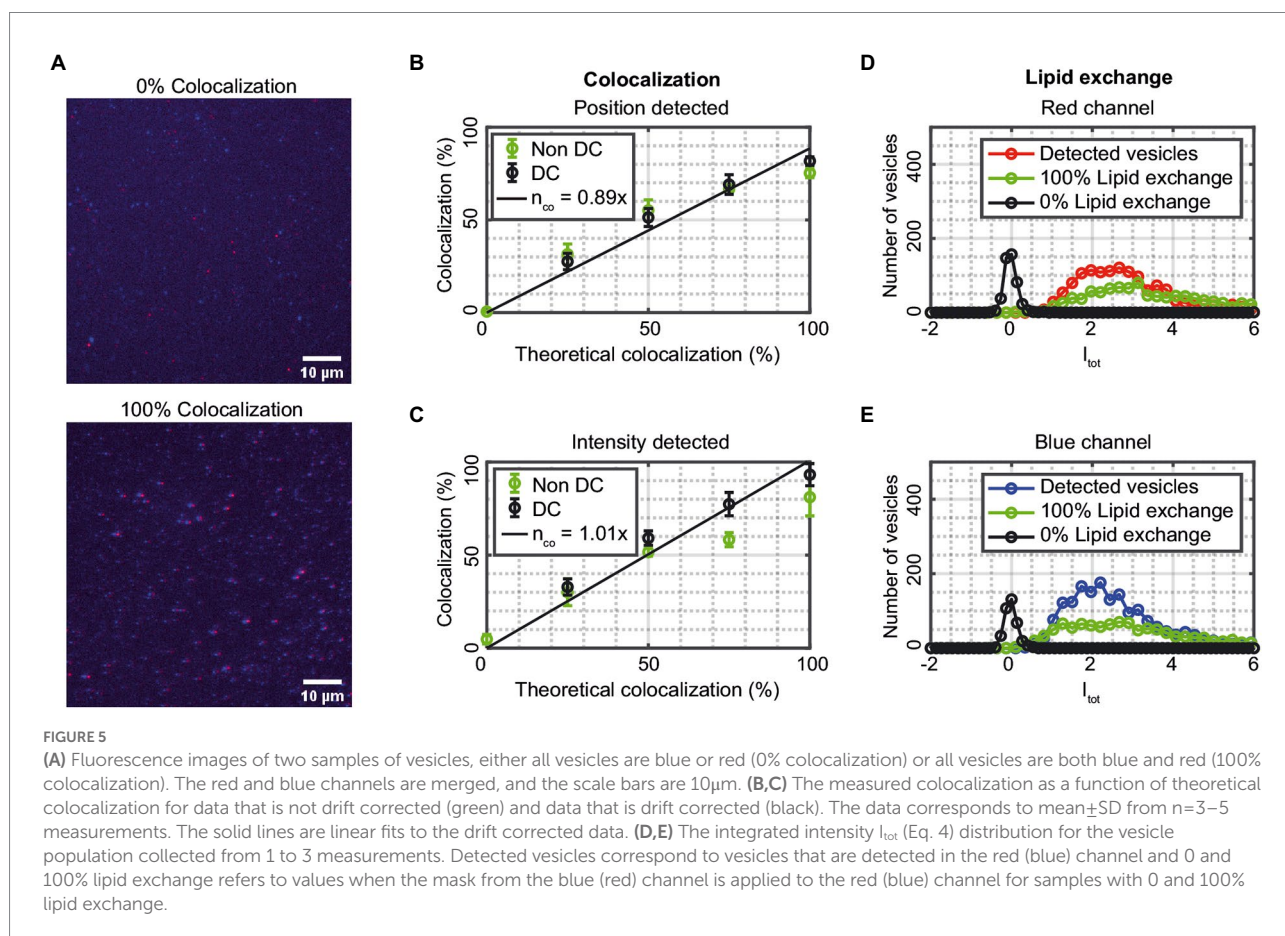 A
0% Colocalization
10 µm
100% Colocalization
10 µm
B
Colocalization
Position detected
Colocalization (%)
100
50
0
Non DC
DC
n_co = 0.89x
0
50
100
Theoretical colocalization (%)
C
Intensity detected
Colocalization (%)
100
50
0
Non DC
DC
n_co = 1.01x
0
50
100
Theoretical colocalization (%)
D
Lipid exchange
Red channel
Number of vesicles
400
200
0
Detected vesicles
100% Lipid exchange
0% Lipid exchange
-2
0
2
4
6
I_tot
E
Blue channel
Number of vesicles
400
200
0
Detected vesicles
100% Lipid exchange
0% Lipid exchange
-2
0
2
4
6
I_tot
FIGURE 5
(A) Fluorescence images of two samples of vesicles, either all vesicles are blue or red (0% colocalization) or all vesicles are both blue and red (100%
colocalization). The red and blue channels are merged, and the scale bars are 10µm. (B,C) The measured colocalization as a function of theoretical
colocalization for data that is not drift corrected (green) and data that is drift corrected (black). The data corresponds to mean±SD from n=3–5
measurements. The solid lines are linear fits to the drift corrected data. (D,E) The integrated intensity I_tot (Eq. 4) distribution for the vesicle
population collected from 1 to 3 measurements. Detected vesicles correspond to vesicles that are detected in the red (blue) channel and 0 and
100% lipid exchange refers to values when the mask from the blue (red) channel is applied to the red (blue) channel for samples with 0 and 100%
lipid exchange.